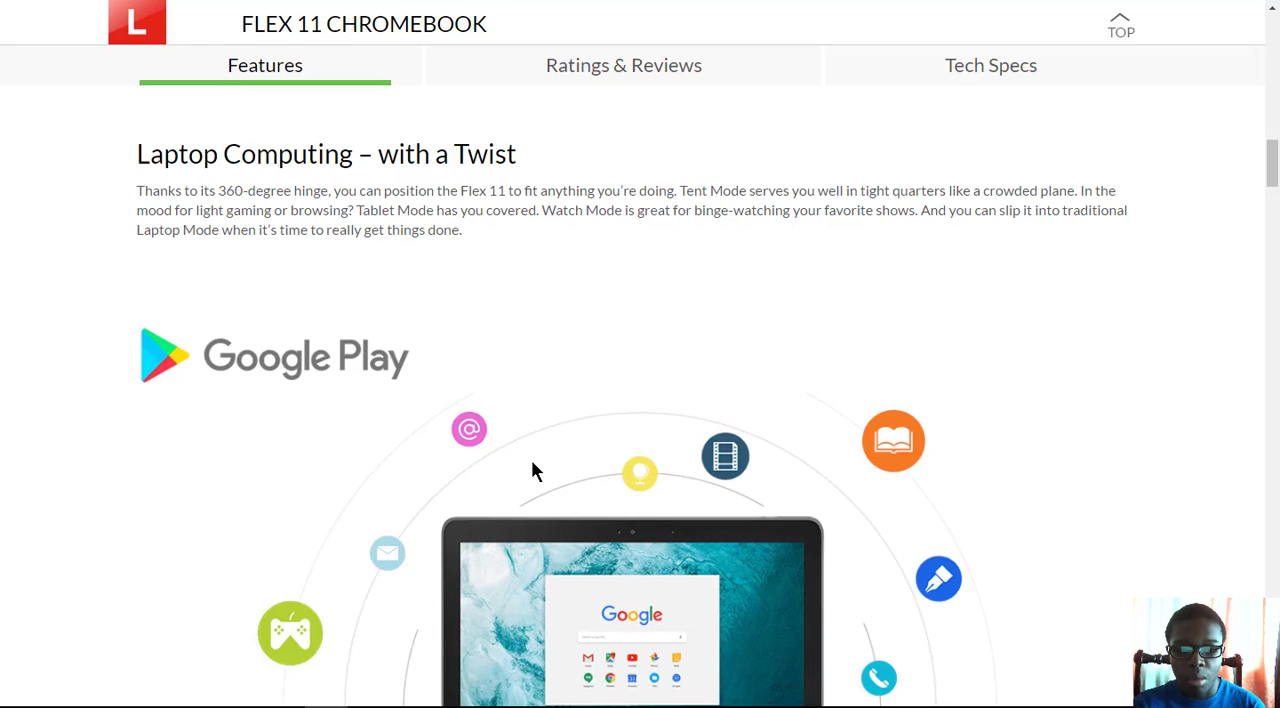 L
FLEX 11 CHROMEBOOK
TOP
Features
Ratings & Reviews
Tech Specs
Laptop Computing – with a Twist
Thanks to its 360-degree hinge, you can position the Flex 11 to fit anything you’re doing. Tent Mode serves you well in tight quarters like a crowded plane. In the
mood for light gaming or browsing? Tablet Mode has you covered. Watch Mode is great for binge-watching your favorite shows. And you can slip it into traditional
Laptop Mode when it’s time to really get things done.
Google Play
@
Google